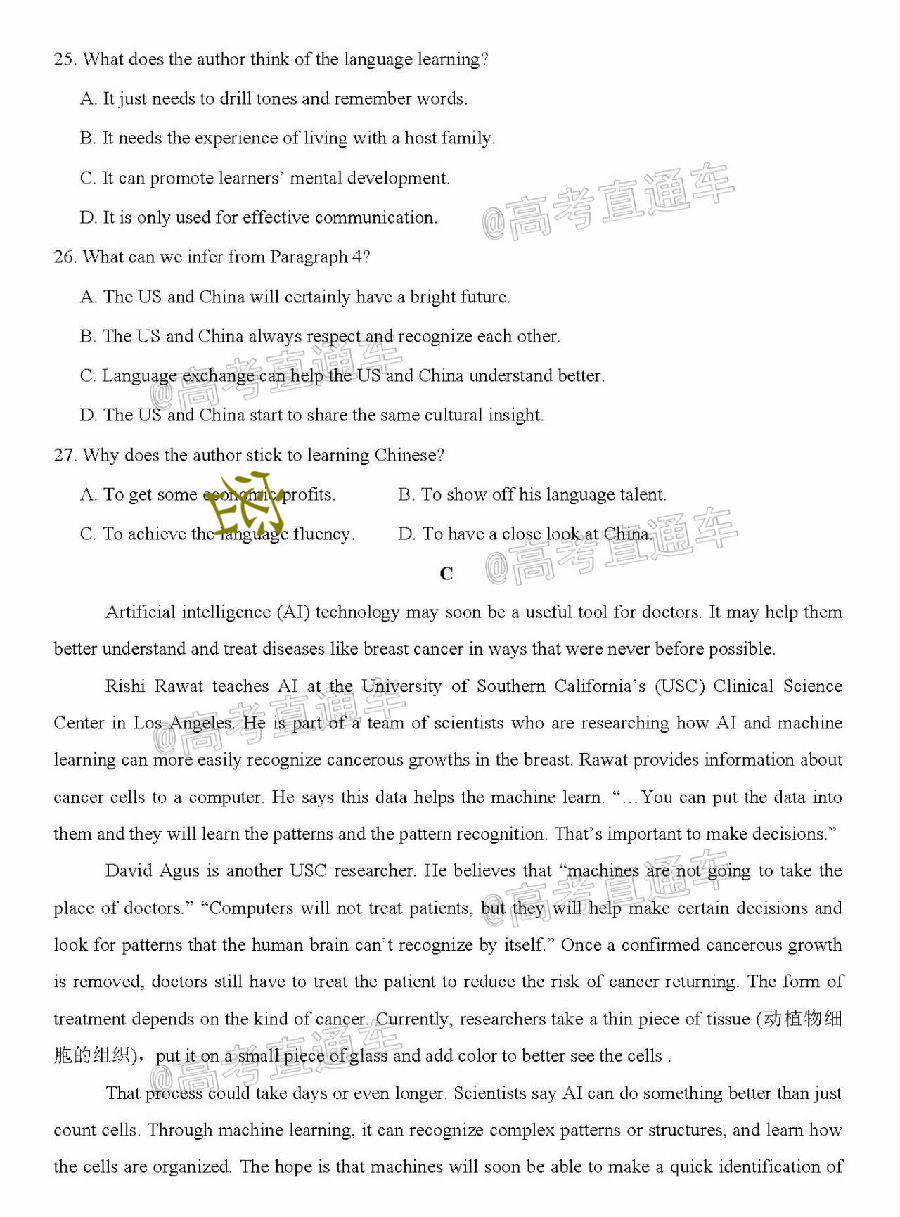 25. What does the author think of the language learning?
A. It just needs to drill tones and remember words.
B. It needs the experience of living with a host family.
C. It can promote learners' mental development.
D. It is only used for effective communication.
@高考直通车
26. What can we infer from Paragraph 4?
A. The US and China will certainly have a bright future.
B. The US and China always respect and recognize each other.
@高考直通车
C. Language exchange can help the US and China understand better.
D. The US and China start to share the same cultural insight.
27. Why does the author stick to learning Chinese?
A. To get some economic profits. B. To show off his language talent.
C. To achieve the language fluency. D. To have a close look at China.
@高考直通车
C
Artificial intelligence (AI) technology may soon be a useful tool for doctors. It may help them
better understand and treat diseases like breast cancer in ways that were never before possible.
Rishi Rawat teaches AI at the University of Southern California's (USC) Clinical Science
Center in Los Angeles. He is part of a team of scientists who are researching how AI and machine
@高考直通车
learning can more easily recognize cancerous growths in the breast. Rawat provides information about
cancer cells to a computer. He says this data helps the machine learn. “…You can put the data into
them and they will learn the patterns and the pattern recognition. That's important to make decisions.”
David Agus is another USC researcher. He believes that “machines are not going to take the
place of doctors.” “Computers will not treat patients, but they will help make certain decisions and
@高考直通车
look for patterns that the human brain can't recognize by itself.” Once a confirmed cancerous growth
is removed, doctors still have to treat the patient to reduce the risk of cancer returning. The form of
treatment depends on the kind of cancer. Currently, researchers take a thin piece of tissue (动植物细
胞的组织), put it on a small piece of glass and add color to better see the cells .
@高考直通车
That process could take days or even longer. Scientists say AI can do something better than just
count cells. Through machine learning, it can recognize complex patterns or structures, and learn how
the cells are organized. The hope is that machines will soon be able to make a quick identification of